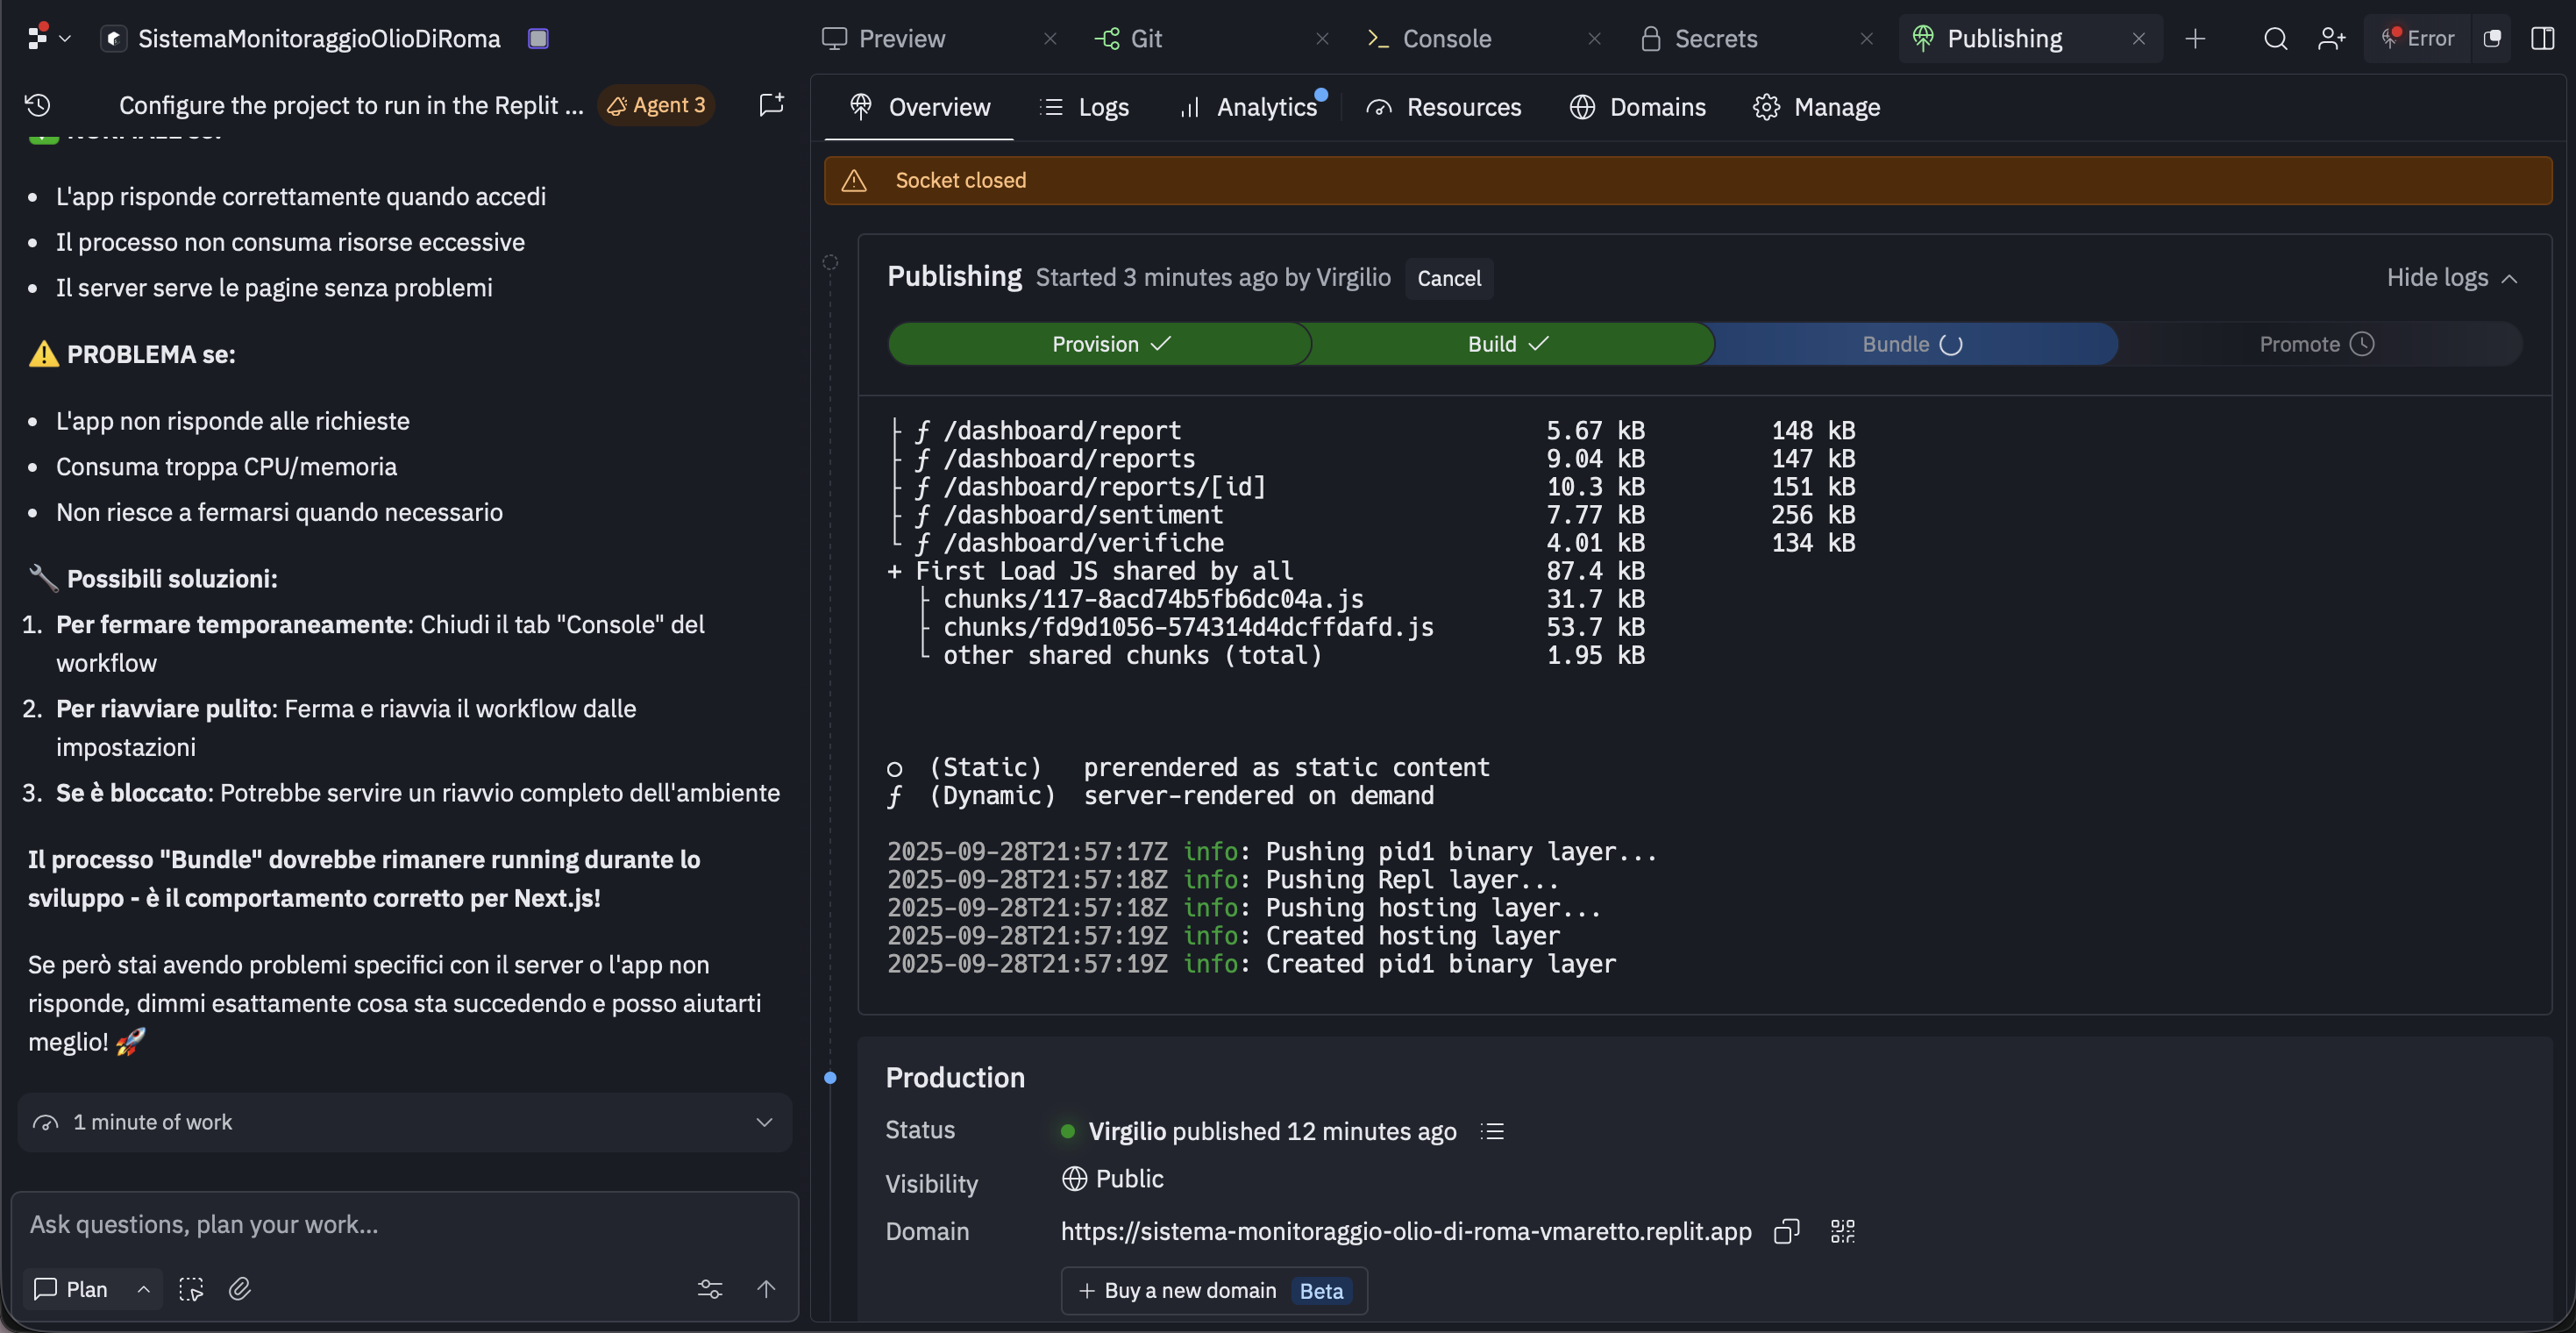 SistemaMonitoraggioOlioDiRoma
Preview
Git
Console
Secrets
Publishing
Error
Configure the project to run in the Replit ...
Agent 3
L'app risponde correttamente quando accedi
Il processo non consuma risorse eccessive
Il server serve le pagine senza problemi
⚠️ PROBLEMA se:
L'app non risponde alle richieste
Consuma troppa CPU/memoria
Non riesce a fermarsi quando necessario
🔧 Possibili soluzioni:
1. Per fermare temporaneamente: Chiudi il tab "Console" del
workflow
2. Per riavviare pulito: Ferma e riavvia il workflow dalle
impostazioni
3. Se è bloccato: Potrebbe servire un riavvio completo dell'ambiente
Il processo "Bundle" dovrebbe rimanere running durante lo
sviluppo - è il comportamento corretto per Next.js!
Se però stai avendo problemi specifici con il server o l'app non
risponde, dimmi esattamente cosa sta succedendo e posso aiutarti
meglio! 🚀
1 minute of work
Ask questions, plan your work...
Plan
Overview
Logs
Analytics
Resources
Domains
Manage
Socket closed
Publishing Started 3 minutes ago by Virgilio Cancel
Hide logs
Provision
Build
Bundle
Promote
├ ƒ /dashboard/report 5.67 kB 148 kB
├ ƒ /dashboard/reports 9.04 kB 147 kB
├ ƒ /dashboard/reports/[id] 10.3 kB 151 kB
├ ƒ /dashboard/sentiment 7.77 kB 256 kB
└ ƒ /dashboard/verifiche 4.01 kB 134 kB
+ First Load JS shared by all 87.4 kB
├ chunks/117-8acd74b5fb6dc04a.js 31.7 kB
├ chunks/fd9d1056-574314d4dcffdafd.js 53.7 kB
└ other shared chunks (total) 1.95 kB
○ (Static) prerendered as static content
ƒ (Dynamic) server-rendered on demand
2025-09-28T21:57:17Z info: Pushing pid1 binary layer...
2025-09-28T21:57:18Z info: Pushing Repl layer...
2025-09-28T21:57:18Z info: Pushing hosting layer...
2025-09-28T21:57:19Z info: Created hosting layer
2025-09-28T21:57:19Z info: Created pid1 binary layer
Production
Status Virgilio published 12 minutes ago
Visibility Public
Domain https://sistema-monitoraggio-olio-di-roma-vmaretto.replit.app
+ Buy a new domain Beta